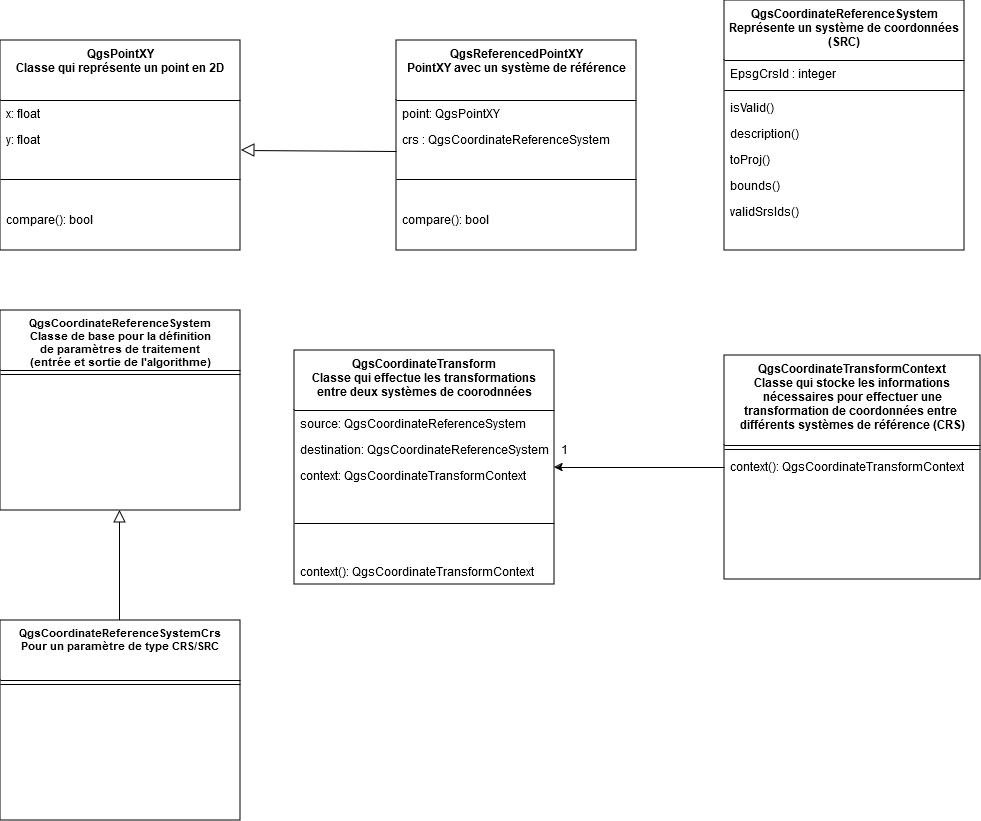 QgsPointXY
Classe qui représente un point en 2D
x: float
y: float
compare(): bool
QgsReferencedPointXY
PointXY avec un système de référence
point: QgsPointXY
crs : QgsCoordinateReferenceSystem
compare(): bool
QgsCoordinateReferenceSystem
Représente un système de coordonnées
(SRC)
EpsgCrsId : integer
isValid()
description()
toProj()
bounds()
validSrsIds()
QgsCoordinateReferenceSystem
Classe de base pour la définition
de paramètres de traitement
(entrée et sortie de l'algorithme)
QgsCoordinateTransform
Classe qui effectue les transformations
entre deux systèmes de coorodnnées
source: QgsCoordinateReferenceSystem
destination: QgsCoordinateReferenceSystem
context: QgsCoordinateTransformContext
context(): QgsCoordinateTransformContext
1
QgsCoordinateTransformContext
Classe qui stocke les informations
nécessaires pour effectuer une
transformation de coordonnées entre
différents systèmes de référence (CRS)
context(): QgsCoordinateTransformContext
QgsCoordinateReferenceSystemCrs
Pour un paramètre de type CRS/SRC